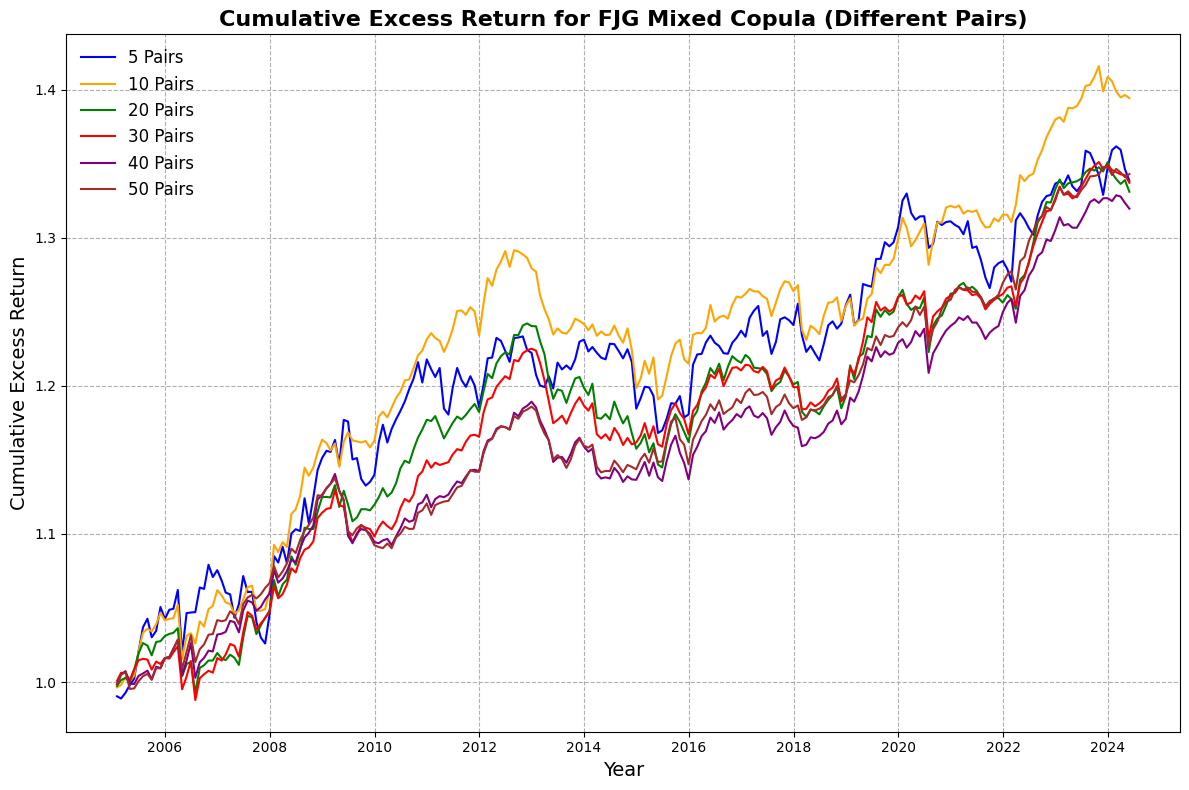 Cumulative Excess Return for FJG Mixed Copula (Different Pairs)
5 Pairs
10 Pairs
20 Pairs
30 Pairs
40 Pairs
50 Pairs
Cumulative Excess Return
1.4
1.3
1.2
1.1
1.0
2006 2008 2010 2012 2014 2016 2018 2020 2022 2024
Year